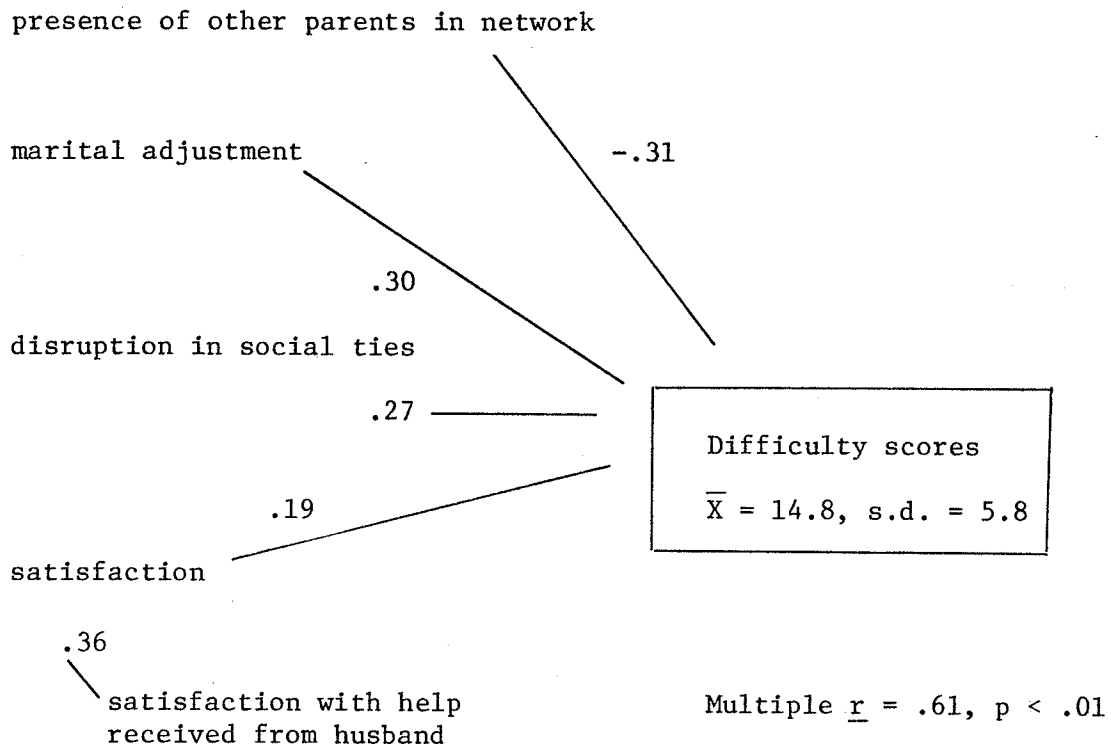 presence of other parents in network
marital adjustment
-.31
.30
disruption in social ties
.27
Difficulty scores
X̅ = 14.8, s.d. = 5.8
.19
satisfaction
.36
satisfaction with help
received from husband
Multiple r = .61, p < .01